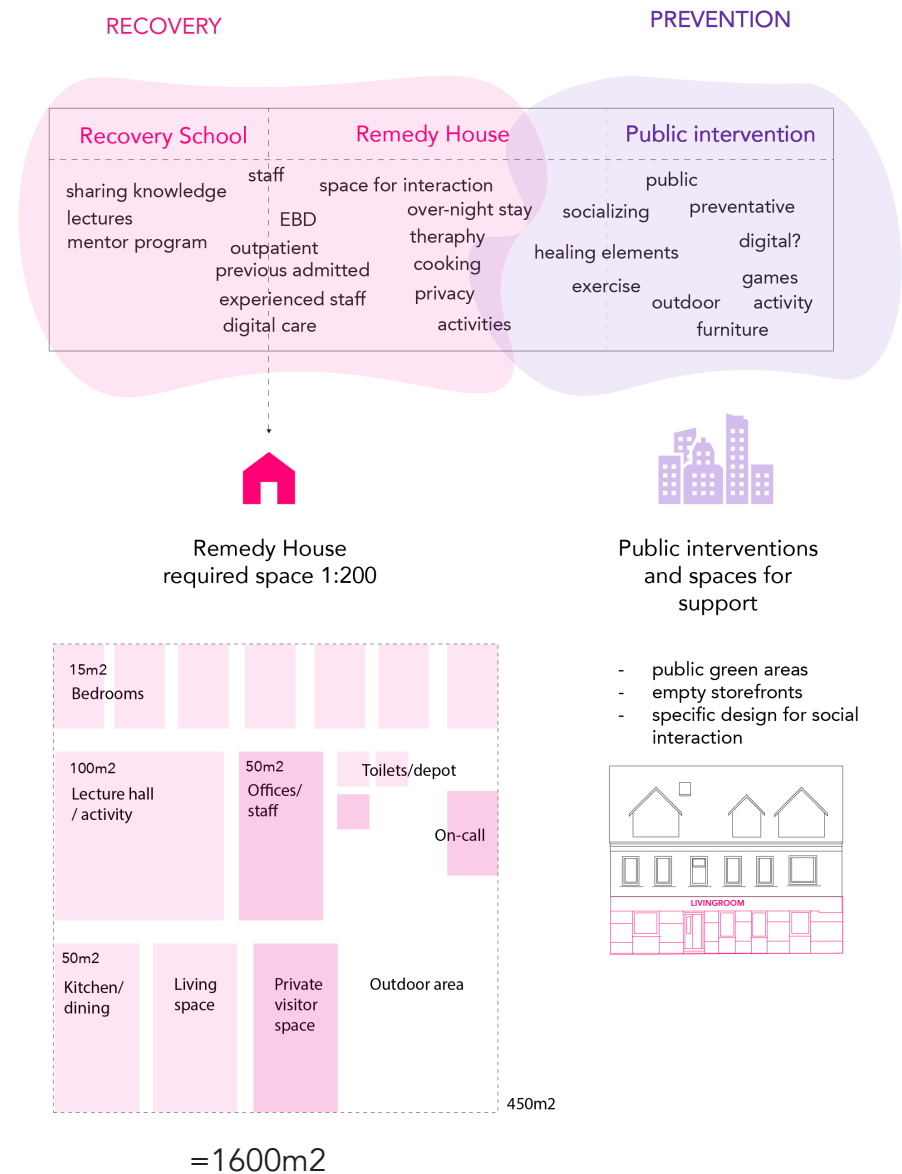 RECOVERY
PREVENTION
Recovery School
Remedy House
Public intervention
staff
sharing knowledge
lectures
mentor program
EBD
outpatient
previous admitted
experienced staff
digital care
space for interaction
over-night stay
theraphy
cooking
privacy
activities
socializing
healing elements
exercise
public
preventative
digital?
games
outdoor
activity
furniture
Remedy House
required space 1:200
Public interventions
and spaces for
support
- public green areas
- empty storefronts
- specific design for social
interaction
15m2
Bedrooms
100m2
Lecture hall
/ activity
50m2
Offices/
staff
Toilets/depot
On-call
50m2
Kitchen/
dining
Living
space
Private
visitor
space
Outdoor area
450m2
=1600m2
LIVINGROOM